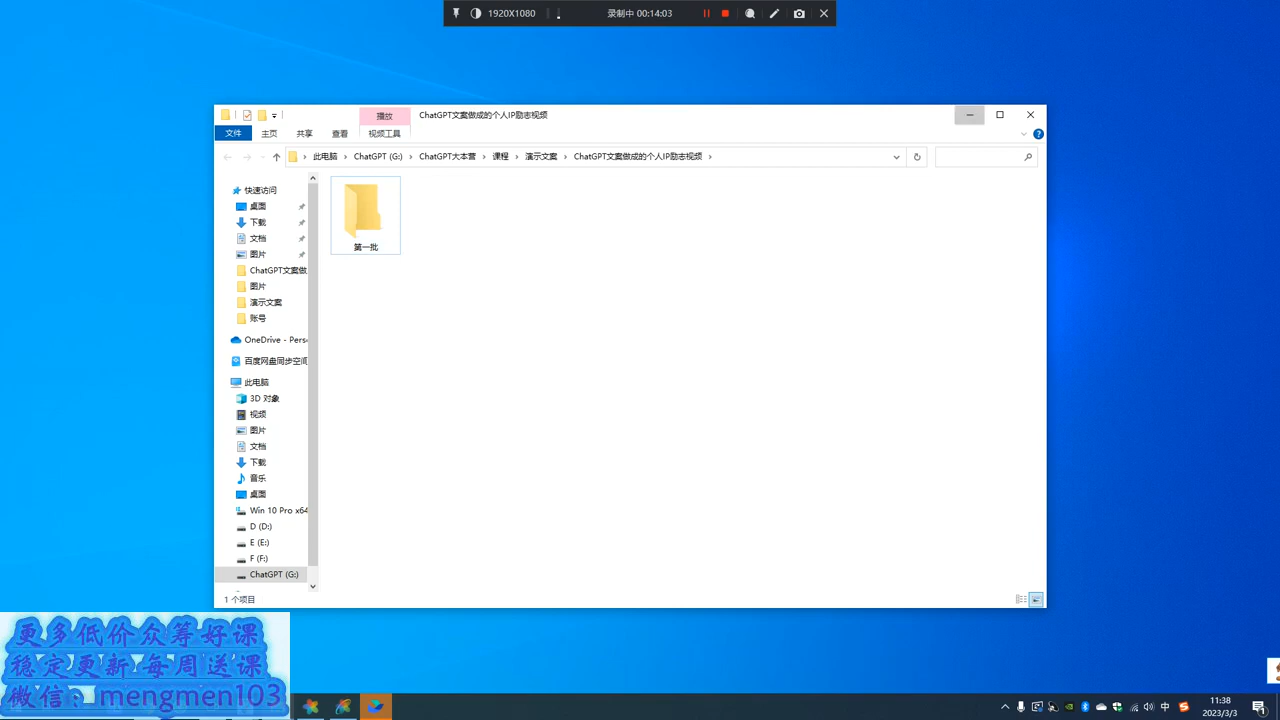 1920X1080
录制中 00:14:03
播放
ChatGPT文案做成的个人IP励志视频
文件
主页
共享
查看
视频工具
此电脑
ChatGPT (G:)
ChatGPT大本营
课程
演示文案
ChatGPT文案做成的个人IP励志视频
快速访问
桌面
下载
文档
图片
ChatGPT文案做
图片
演示文案
账号
OneDrive - Pers
百度网盘同步空间
此电脑
3D 对象
视频
图片
文档
下载
音乐
桌面
Win 10 Pro x64
D (D:)
E (E:)
F (F:)
ChatGPT (G:)
第一批
1 个项目
更多低价众筹好课
稳定更新 每周送课
微信：mengmen103
中
11:38
2023/3/3